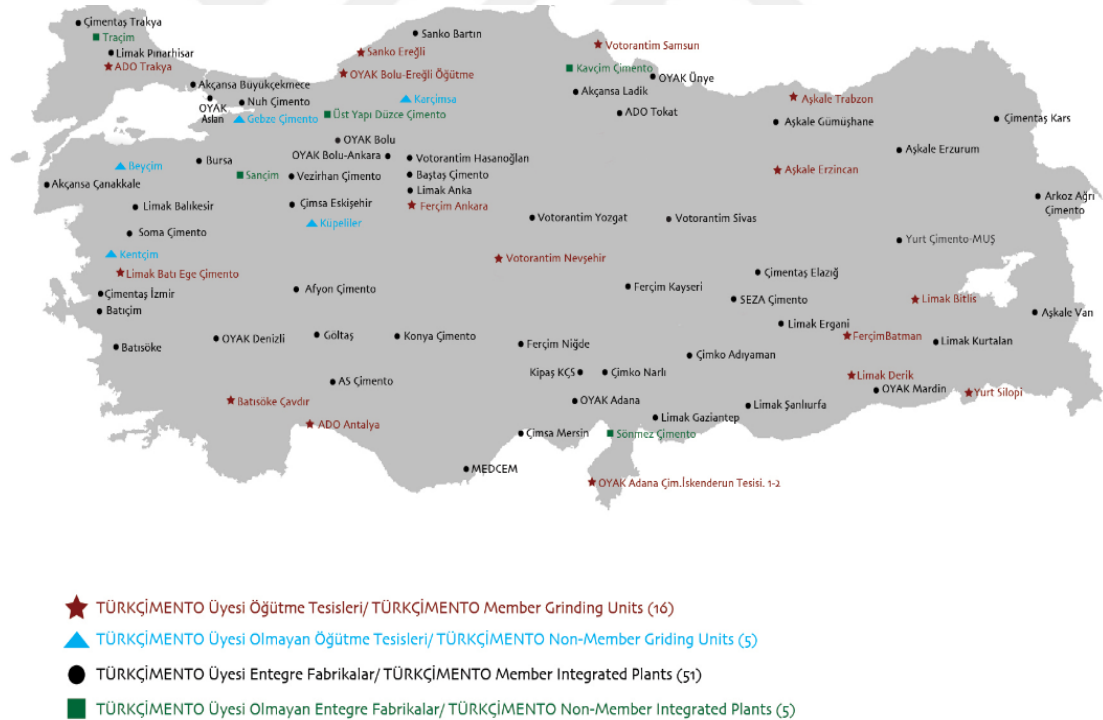 Çimentaş Trakya
Traçim
Limak Pınarhisar
ADO Trakya
Akçansa Büyükçekmece
OYAK
Aslan
Nuh Çimento
Gebze Çimento
Sanko Bartın
Sanko Ereğli
OYAK Bolu-Ereğli Öğütme
Karçimsa
Üst Yapı Düzce Çimento
OYAK Bolu
OYAK Bolu-Ankara
Votorantim Samsun
Kavçim Çimento
OYAK Ünye
Akçansa Ladik
ADO Tokat
Aşkale Trabzon
Aşkale Gümüşhane
Çimentaş Kars
Aşkale Erzurum
Aşkale Erzincan
Arkoz Ağrı
Çimento
Bursa
Beyçim
Akçansa Çanakkale
Sançim
Vezirhan Çimento
Votorantim Hasanoğlan
Baştaş Çimento
Limak Anka
Ferçim Ankara
Limak Balıkesir
Çimsa Eskişehir
Küpeliler
Soma Çimento
Votorantim Yozgat
Votorantim Sivas
Yurt Çimento-MUŞ
Kentçim
Limak Batı Ege Çimento
Votorantim Nevşehir
Çimentaş Elazığ
Çimentaş İzmir
Afyon Çimento
Ferçim Kayseri
SEZA Çimento
Limak Bitlis
Batıçim
Aşkale Van
Limak Ergani
Batısöke
OYAK Denizli
Göltaş
Konya Çimento
Ferçim Niğde
FerçimBatman
Limak Kurtalan
Çimko Adıyaman
AS Çimento
Kipaş KÇS
Çimko Narlı
Limak Derik
OYAK Mardin
Yurt Silopi
Batısöke Çavdır
OYAK Adana
Limak Şanlıurfa
Limak Gaziantep
ADO Antalya
Çimsa Mersin
Sönmez Çimento
MEDCEM
OYAK Adana Çim.İskenderun Tesisi. 1-2
TÜRKÇİMENTO Üyesi Öğütme Tesisleri/ TÜRKÇİMENTO Member Grinding Units (16)
TÜRKÇİMENTO Üyesi Olmayan Öğütme Tesisleri/ TÜRKÇİMENTO Non-Member Griding Units (5)
TÜRKÇİMENTO Üyesi Entegre Fabrikalar/ TÜRKÇİMENTO Member Integrated Plants (51)
TÜRKÇİMENTO Üyesi Olmayan Entegre Fabrikalar/ TÜRKÇİMENTO Non-Member Integrated Plants (5)